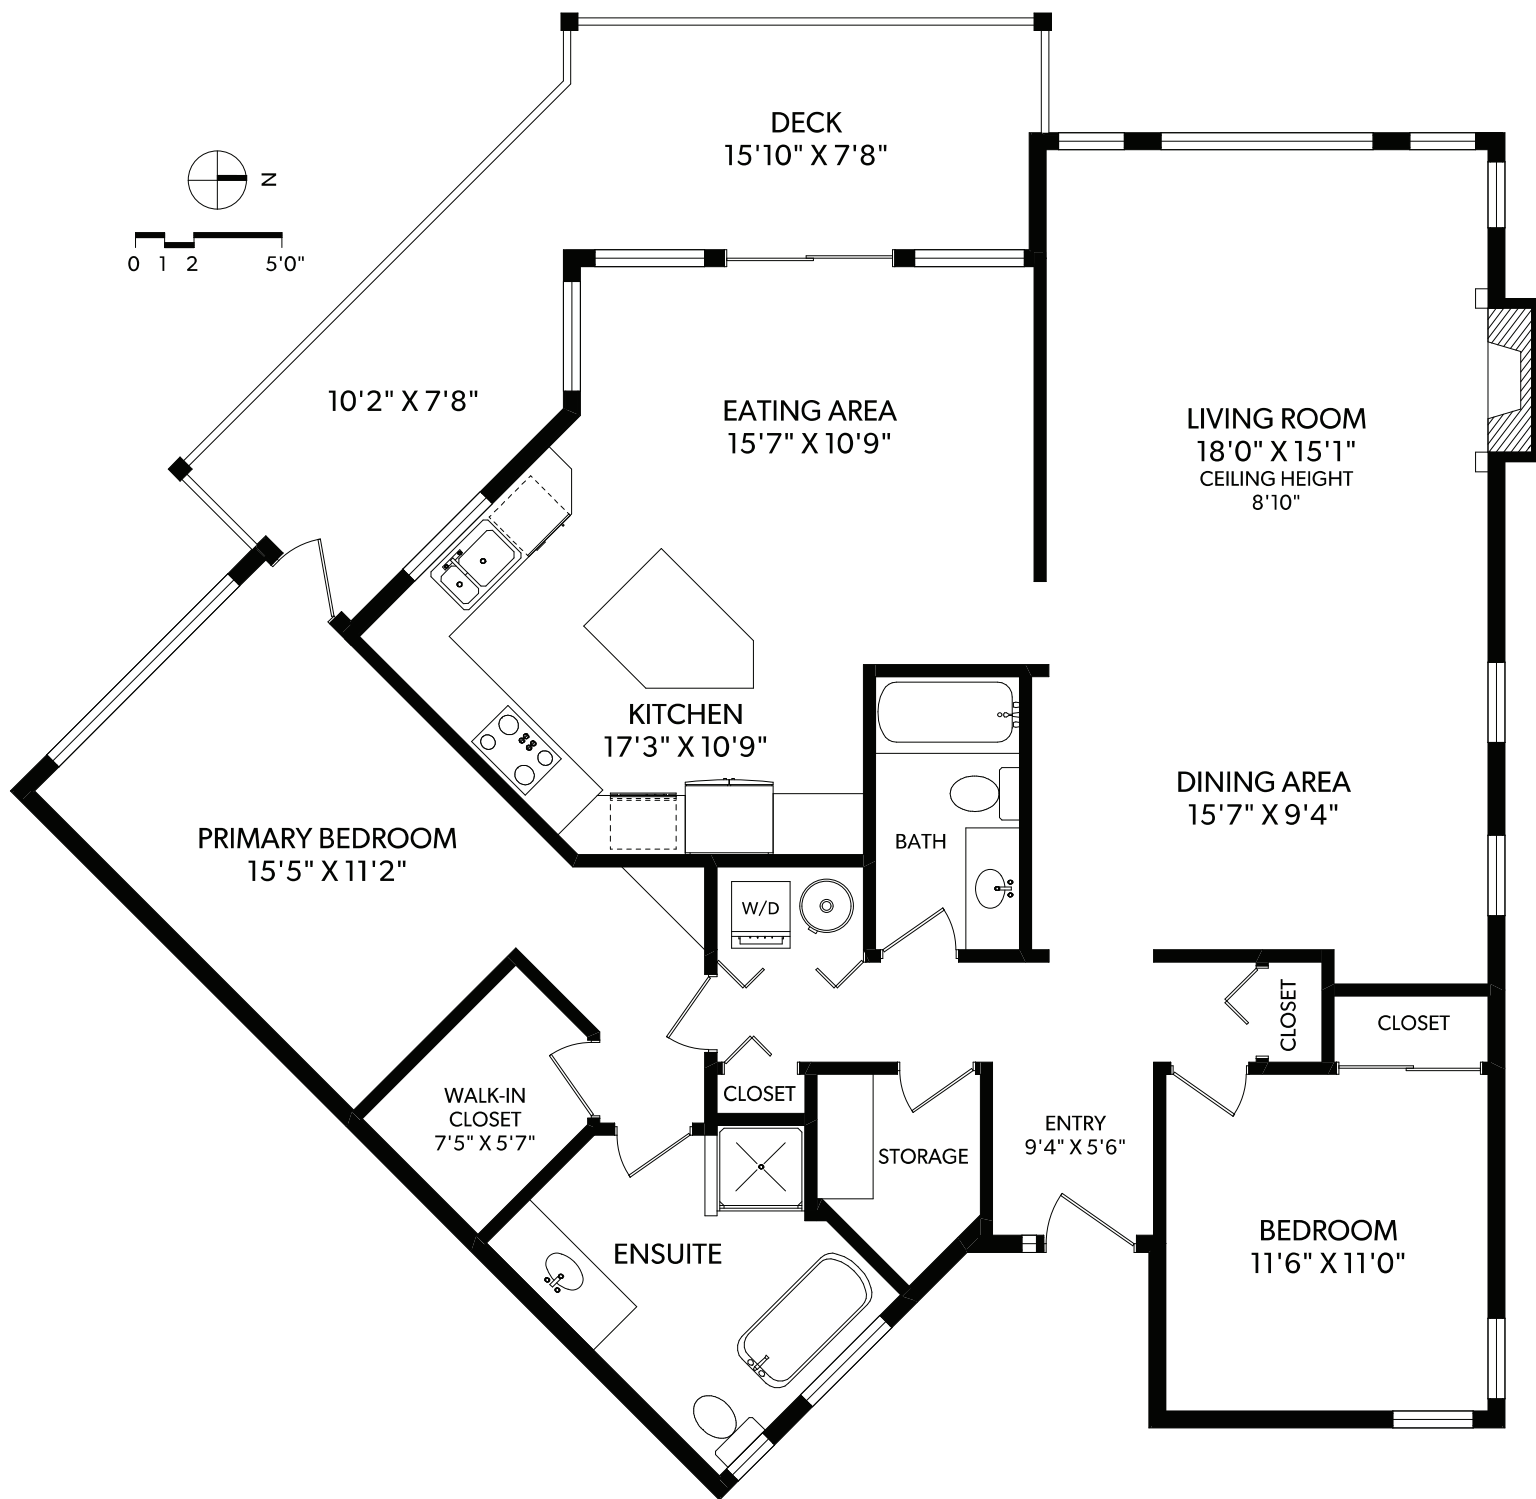 DECK
15'10" X 7'8"
N
0 1 2 5'0"
10'2" X 7'8"
EATING AREA
15'7" X 10'9"
LIVING ROOM
18'0" X 15'1"
CEILING HEIGHT
8'10"
KITCHEN
17'3" X 10'9"
DINING AREA
15'7" X 9'4"
PRIMARY BEDROOM
15'5" X 11'2"
BATH
W/D
CLOSET
CLOSET
WALK-IN
CLOSET
7'5" X 5'7"
CLOSET
ENTRY
9'4" X 5'6"
STORAGE
ENSUITE
BEDROOM
11'6" X 11'0"